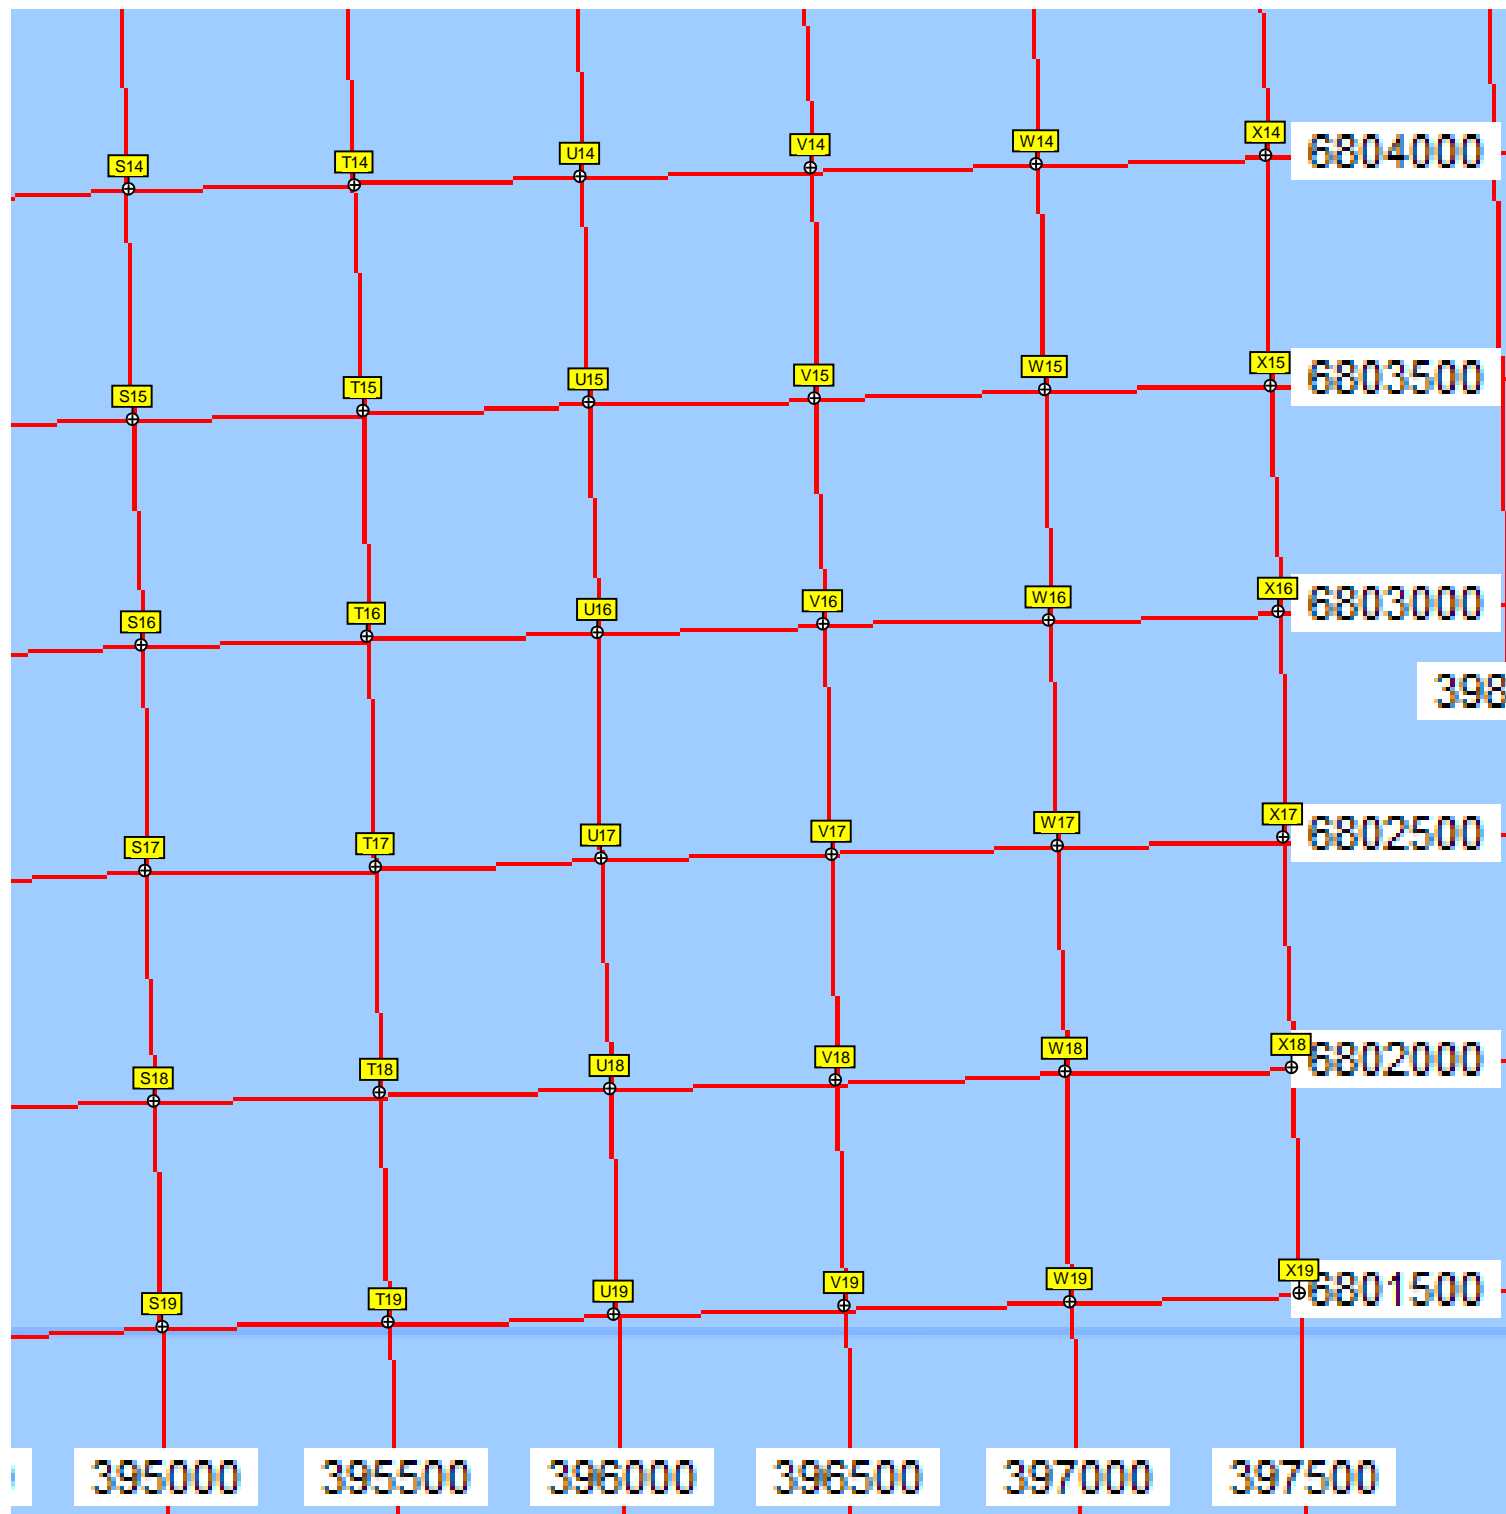 S14 T14 U14 V14 W14 X14 6804000
S15 T15 U15 V15 W15 X15 6803500
S16 T16 U16 V16 W16 X16 6803000
398
S17 T17 U17 V17 W17 X17 6802500
S18 T18 U18 V18 W18 X18 6802000
S19 T19 U19 V19 W19 X19 6801500
395000 395500 396000 396500 397000 397500